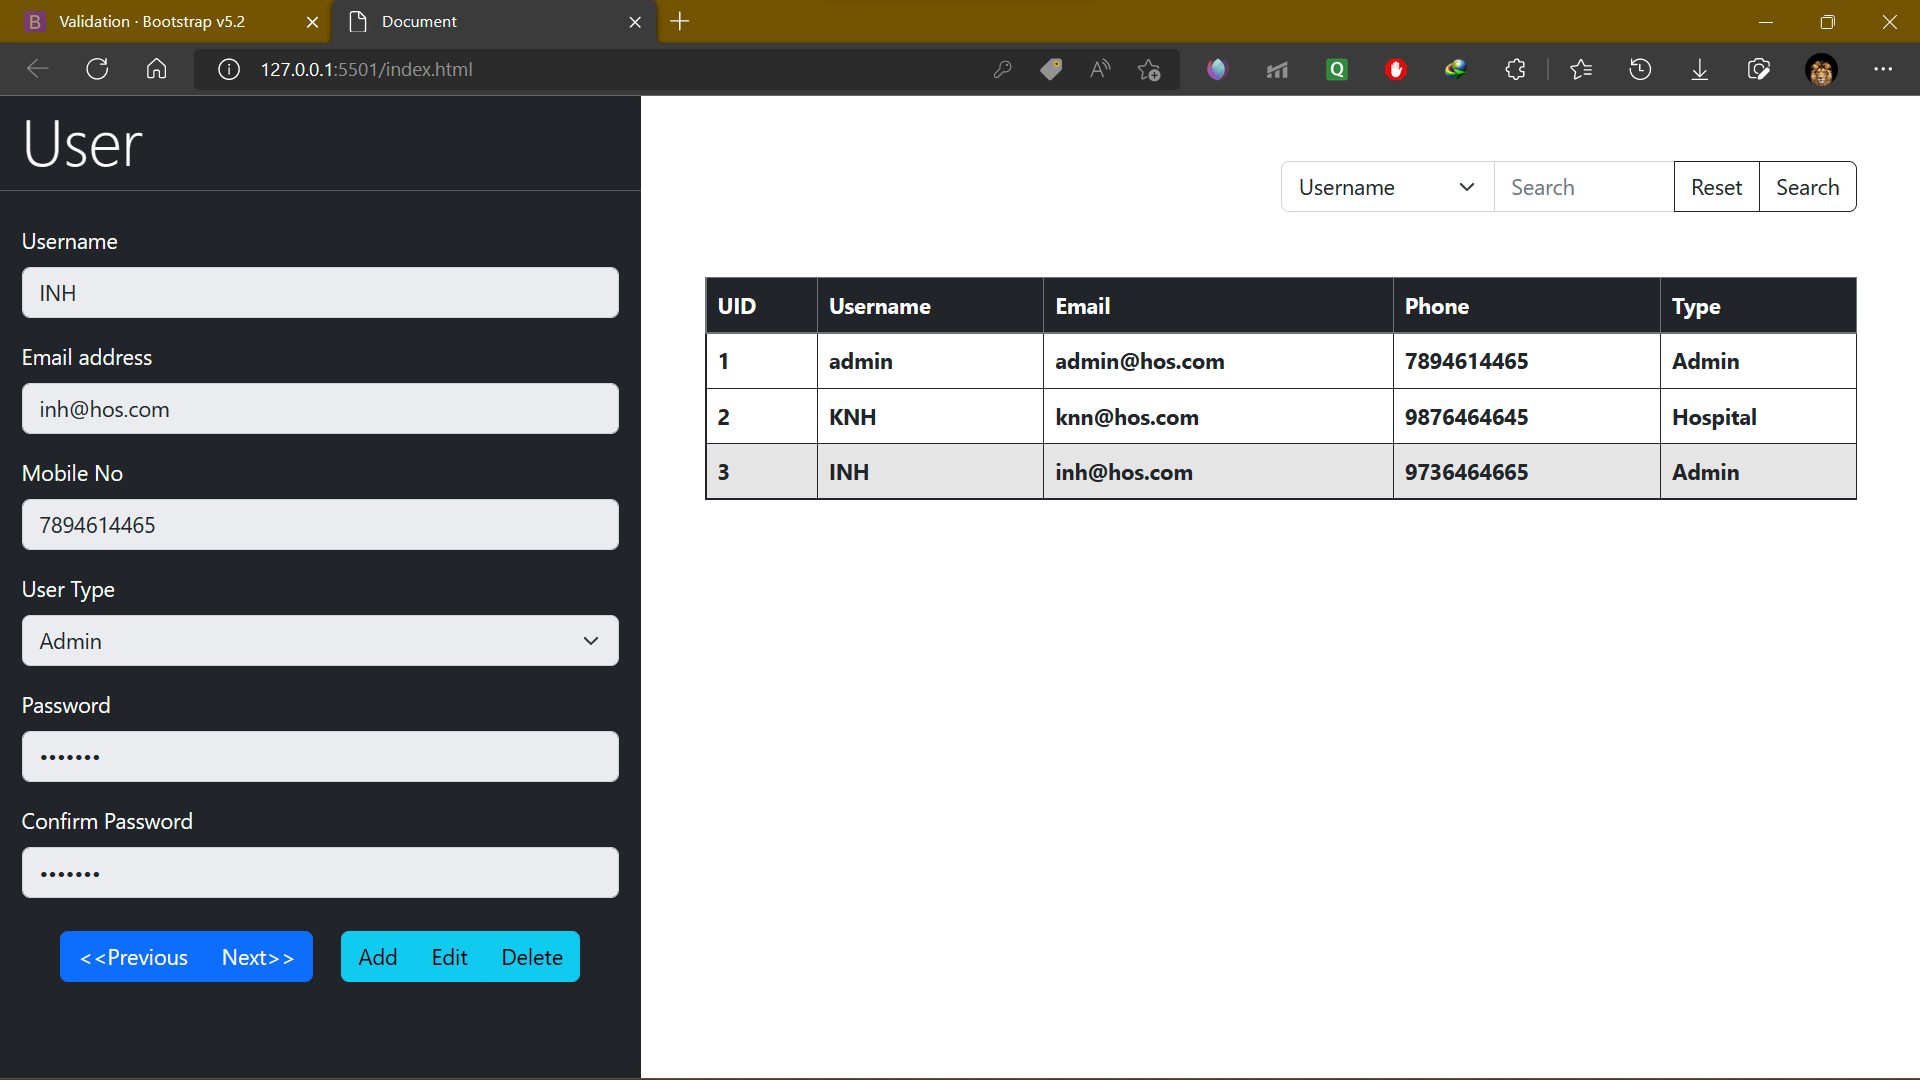 Validation · Bootstrap v5.2
Document
127.0.0.1:5501/index.html
User
Username
INH
Email address
inh@hos.com
Mobile No
7894614465
User Type
Admin
Password
•••••••
Confirm Password
•••••••
<<Previous Next>> Add Edit Delete
Username Search Reset Search
UID Username Email Phone Type
1 admin admin@hos.com 7894614465 Admin
2 KNH knn@hos.com 9876464645 Hospital
3 INH inh@hos.com 9736464665 Admin